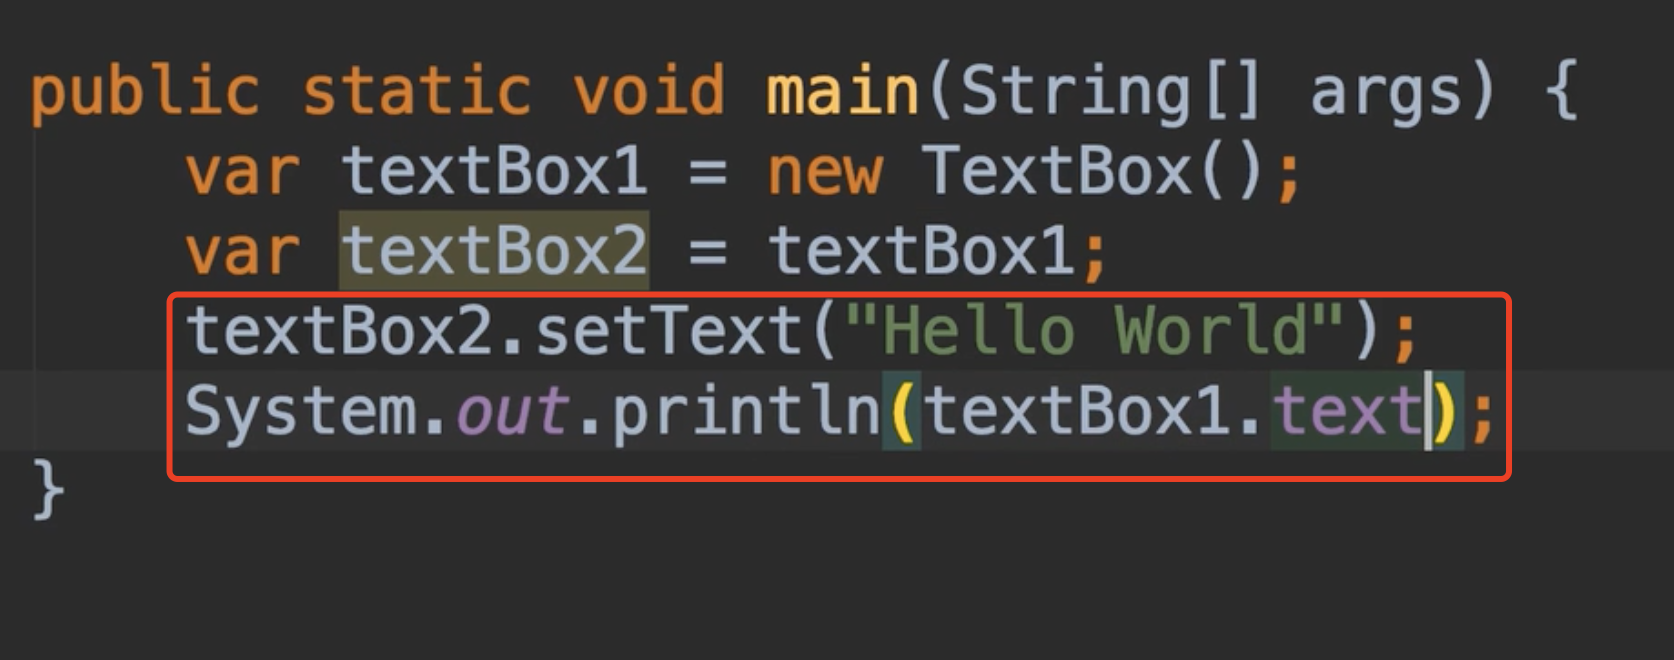 public static void main(String[] args) {
    var textBox1 = new TextBox();
    var textBox2 = textBox1;
    textBox2.setText("Hello World");
    System.out.println(textBox1.text);
}